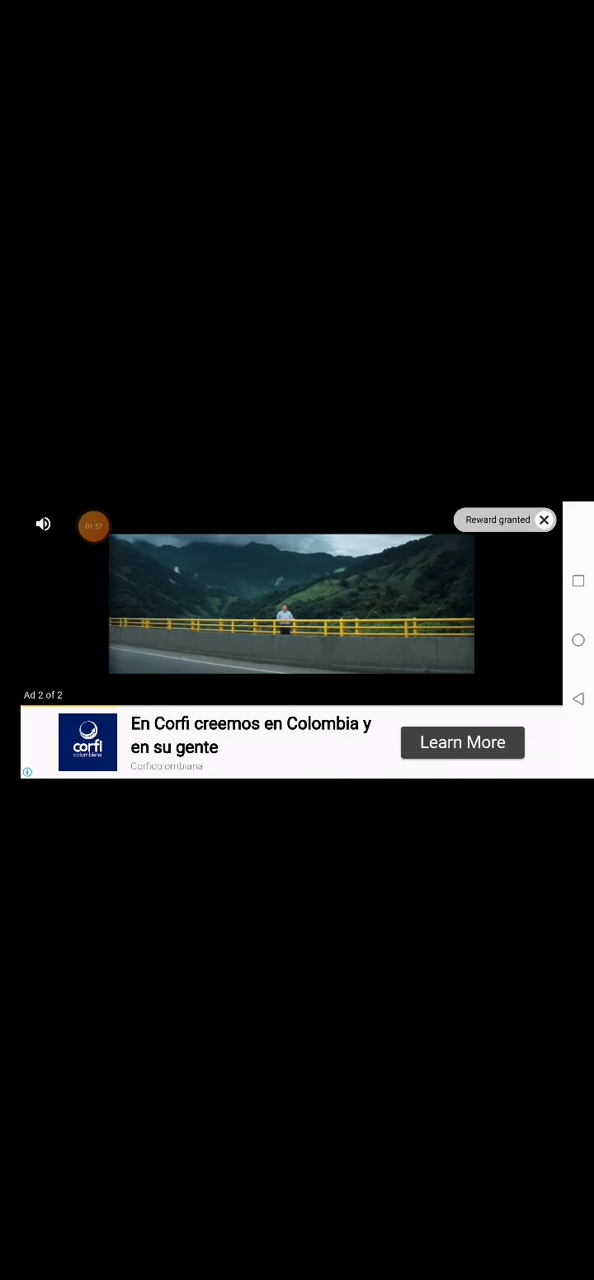 Reward granted
01:57
Ad 2 of 2
corfi
colombiana
En Corfi creemos en Colombia y
en su gente
Corficolombiana
Learn More